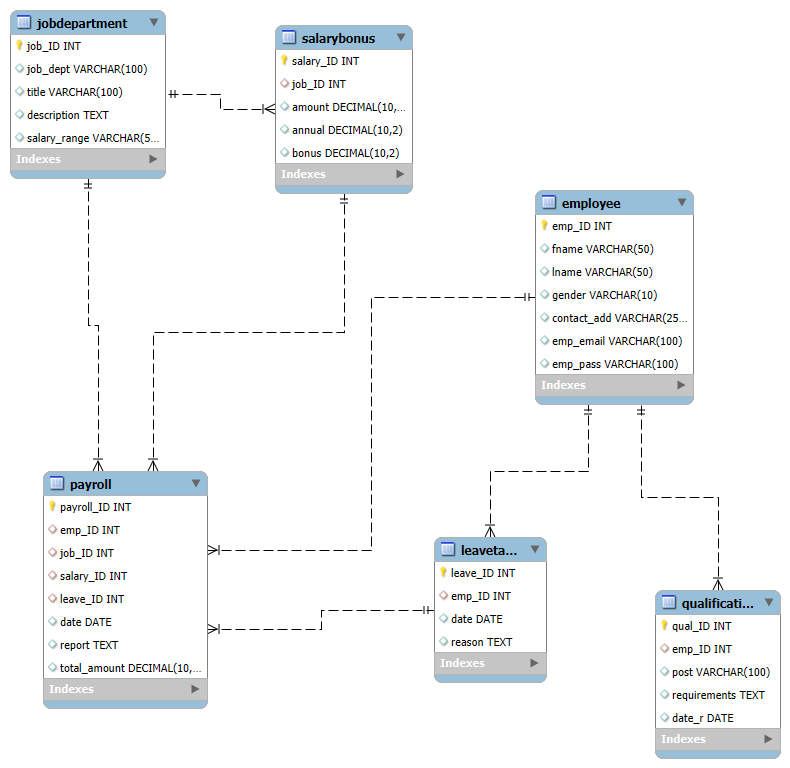 jobdepartment
job_ID INT
job_dept VARCHAR(100)
title VARCHAR(100)
description TEXT
salary_range VARCHAR(5...
Indexes
salarybonus
salary_ID INT
job_ID INT
amount DECIMAL(10,...
annual DECIMAL(10,2)
bonus DECIMAL(10,2)
Indexes
employee
emp_ID INT
fname VARCHAR(50)
lname VARCHAR(50)
gender VARCHAR(10)
contact_add VARCHAR(25...
emp_email VARCHAR(100)
emp_pass VARCHAR(100)
Indexes
payroll
payroll_ID INT
emp_ID INT
job_ID INT
salary_ID INT
leave_ID INT
date DATE
report TEXT
total_amount DECIMAL(10,...
Indexes
leaveta...
leave_ID INT
emp_ID INT
date DATE
reason TEXT
Indexes
qualificati...
qual_ID INT
emp_ID INT
post VARCHAR(100)
requirements TEXT
date_r DATE
Indexes